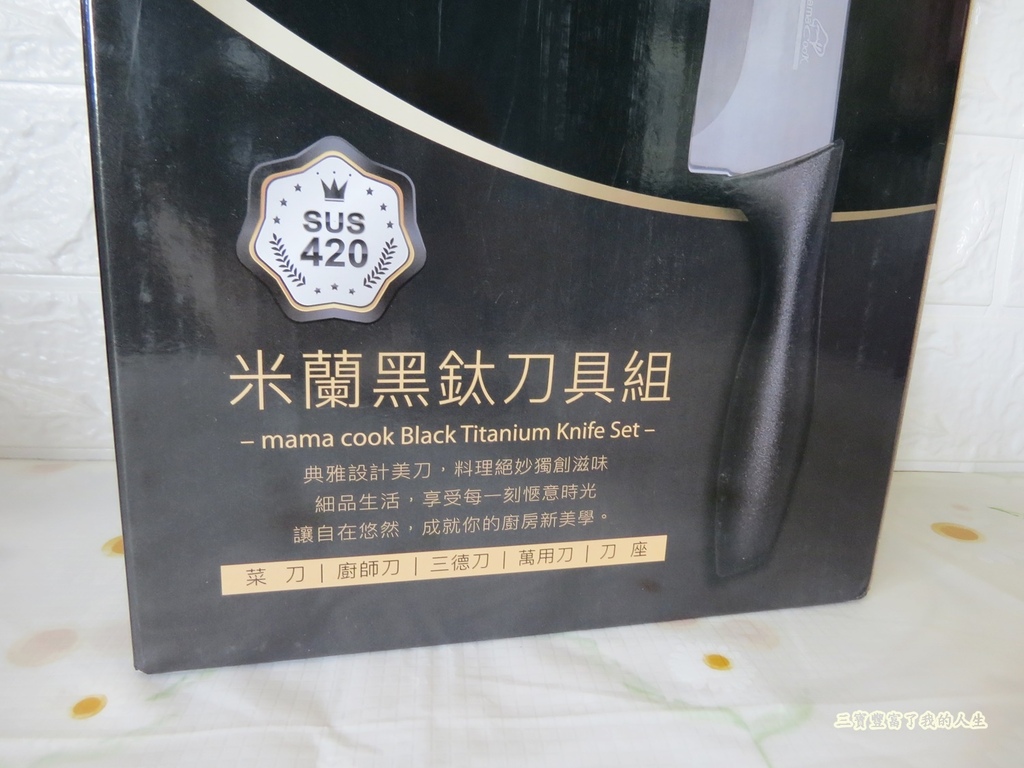 SUS
420
米蘭黑鈦刀具組
– mama cook Black Titanium Knife Set –
典雅設計美刀，料理絕妙獨創滋味
細品生活，享受每一刻愜意時光
讓自在悠然，成就你的廚房新美學。
菜 刀 | 廚師刀 | 三德刀 | 萬用刀 | 刀 座
三寶豐富了我的人生